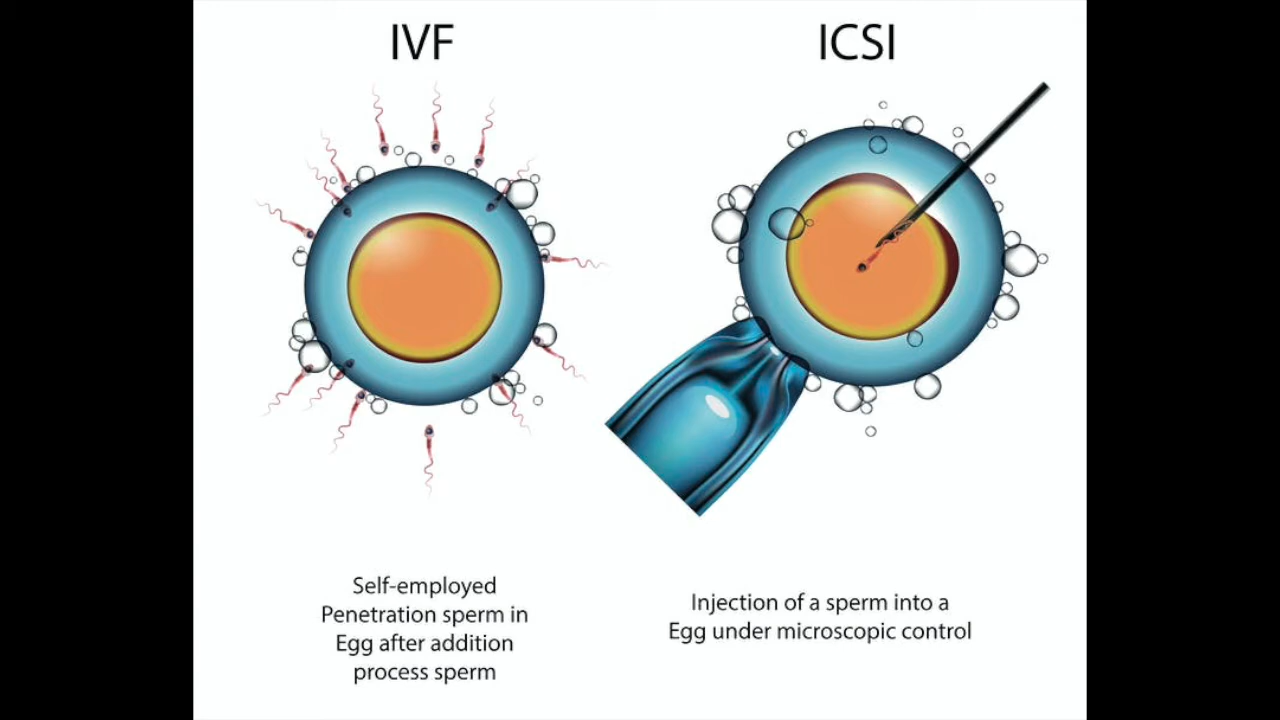 IVF
Self-employed
Penetration sperm in
Egg after addition
process sperm
ICSI
Injection of a sperm into a
Egg under microscopic control